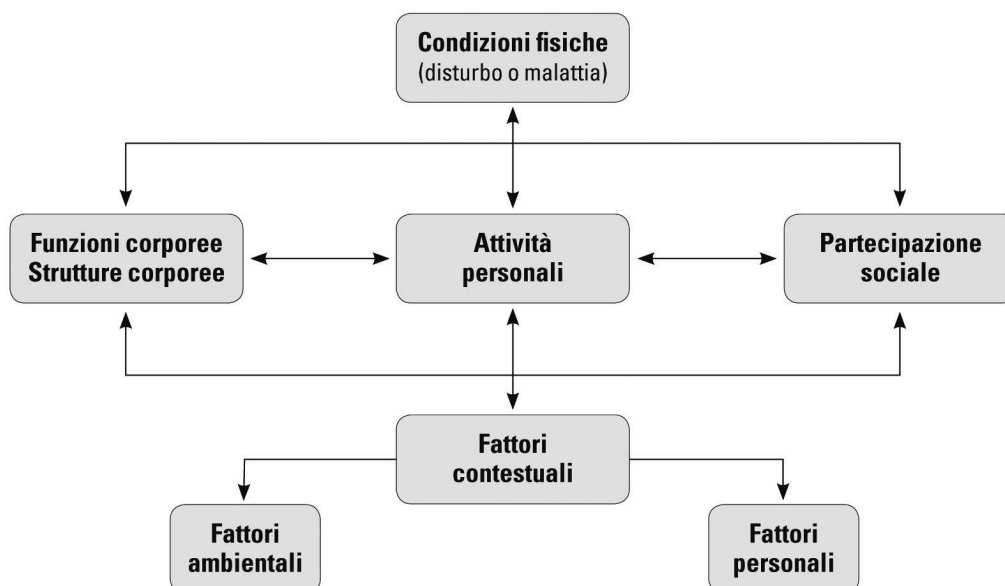 Condizioni fisiche
(disturbo o malattia)
Funzioni corporee
Strutture corporee
Attività
personali
Partecipazione
sociale
Fattori
contestuali
Fattori
ambientali
Fattori
personali